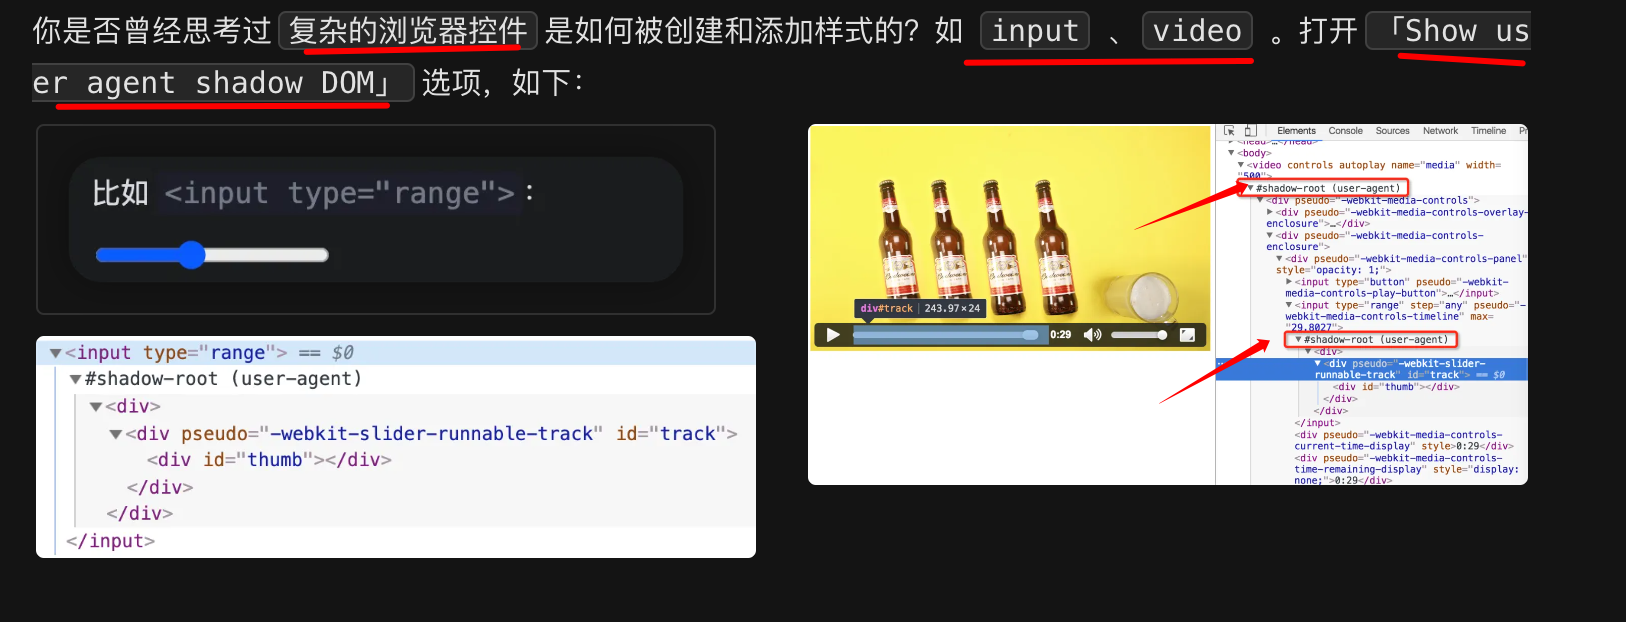 你是否曾经思考过 复杂的浏览器控件 是如何被创建和添加样式的？如 input 、 video 。打开 「Show us
er agent shadow DOM」 选项，如下：
比如 <input type="range"> :
▼<input type="range"> == $0
▼#shadow-root (user-agent)
▼<div>
▼<div pseudo="-webkit-slider-runnable-track" id="track">
<div id="thumb"></div>
</div>
</div>
</input>
div#track 243.97×24
0:29
Elements Console Sources Network Timeline Pr
▶<head>…</head>
▼<body>
▼<video controls autoplay name="media" width=
"500">
▼#shadow-root (user-agent)
▼<div pseudo="-webkit-media-controls">
▶<div pseudo="-webkit-media-controls-overlay-
enclosure">…</div>
▼<div pseudo="-webkit-media-controls-
enclosure">
▼<div pseudo="-webkit-media-controls-panel"
style="opacity: 1;">
▶<input type="button" pseudo="-webkit-
media-controls-play-button">…</input>
▼<input type="range" step="any" pseudo="-
webkit-media-controls-timeline" max=
"29.8027">
▼#shadow-root (user-agent)
▼<div>
▼<div pseudo="-webkit-slider-
runnable-track" id="track"> == $0
<div id="thumb"></div>
</div>
</div>
</input>
<div pseudo="-webkit-media-controls-
current-time-display" style>0:29</div>
<div pseudo="-webkit-media-controls-
time-remaining-display" style="display:
none;">0:29</div>